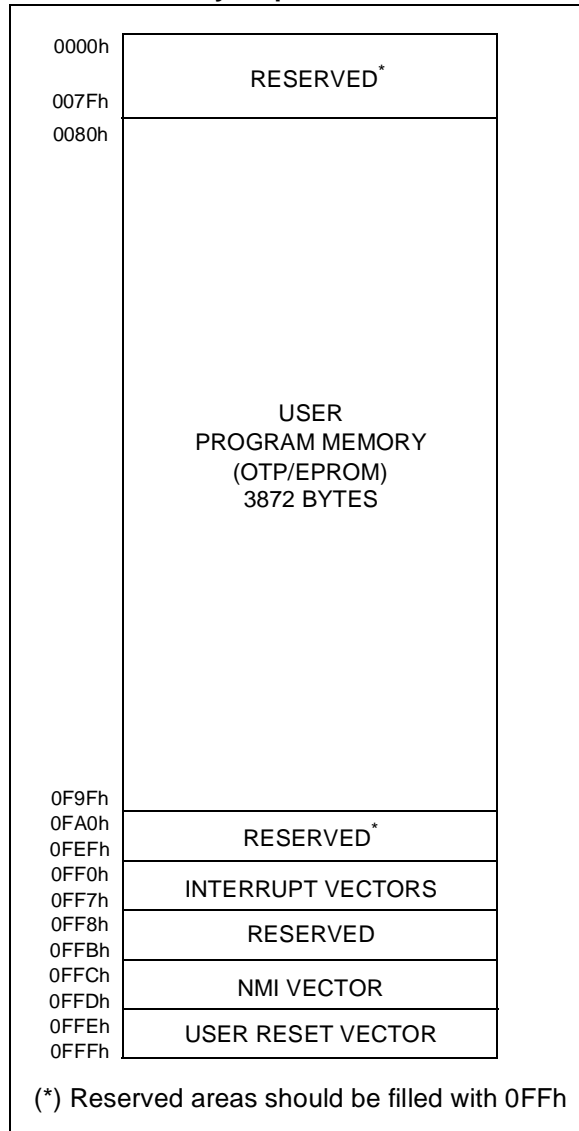 0000h
RESERVED*
007Fh
0080h
USER
PROGRAM MEMORY
(OTP/EPROM)
3872 BYTES
0F9Fh
0FA0h
RESERVED*
0FEFh
0FF0h
INTERRUPT VECTORS
0FF7h
0FF8h
RESERVED
0FFBh
0FFCh
NMI VECTOR
0FFDh
0FFEh
USER RESET VECTOR
0FFFh
(*) Reserved areas should be filled with 0FFh